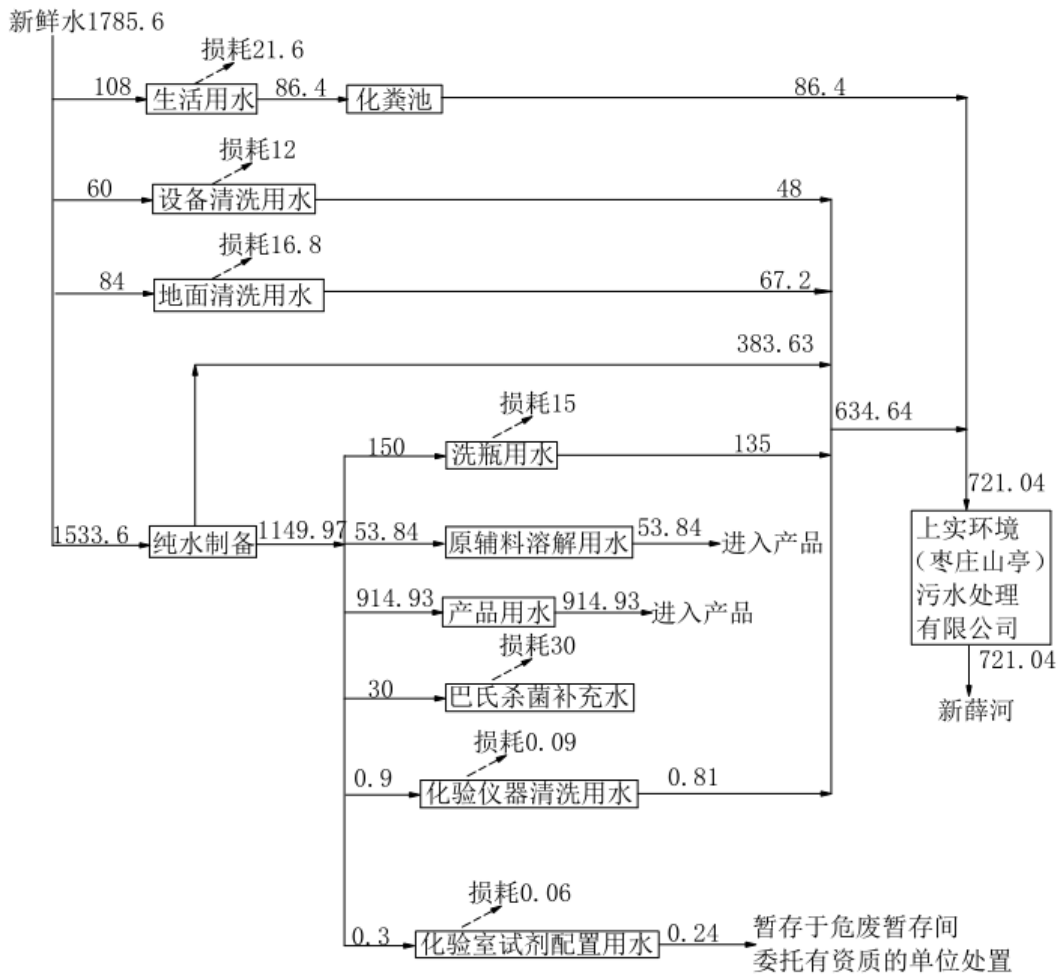 新鲜水1785.6
损耗21.6
108
生活用水
86.4
化粪池
86.4
损耗12
60
设备清洗用水
48
损耗16.8
84
地面清洗用水
67.2
383.63
损耗15
634.64
150
洗瓶用水
135
721.04
1533.6
纯水制备
1149.97
53.84
原辅料溶解用水
53.84
进入产品
上实环境
（枣庄山亭）
污水处理
有限公司
914.93
产品用水
914.93
进入产品
损耗30
721.04
30
巴氏杀菌补充水
新薛河
损耗0.09
0.9
化验仪器清洗用水
0.81
损耗0.06
0.3
化验室试剂配置用水
0.24
暂存于危废暂存间
委托有资质的单位处置